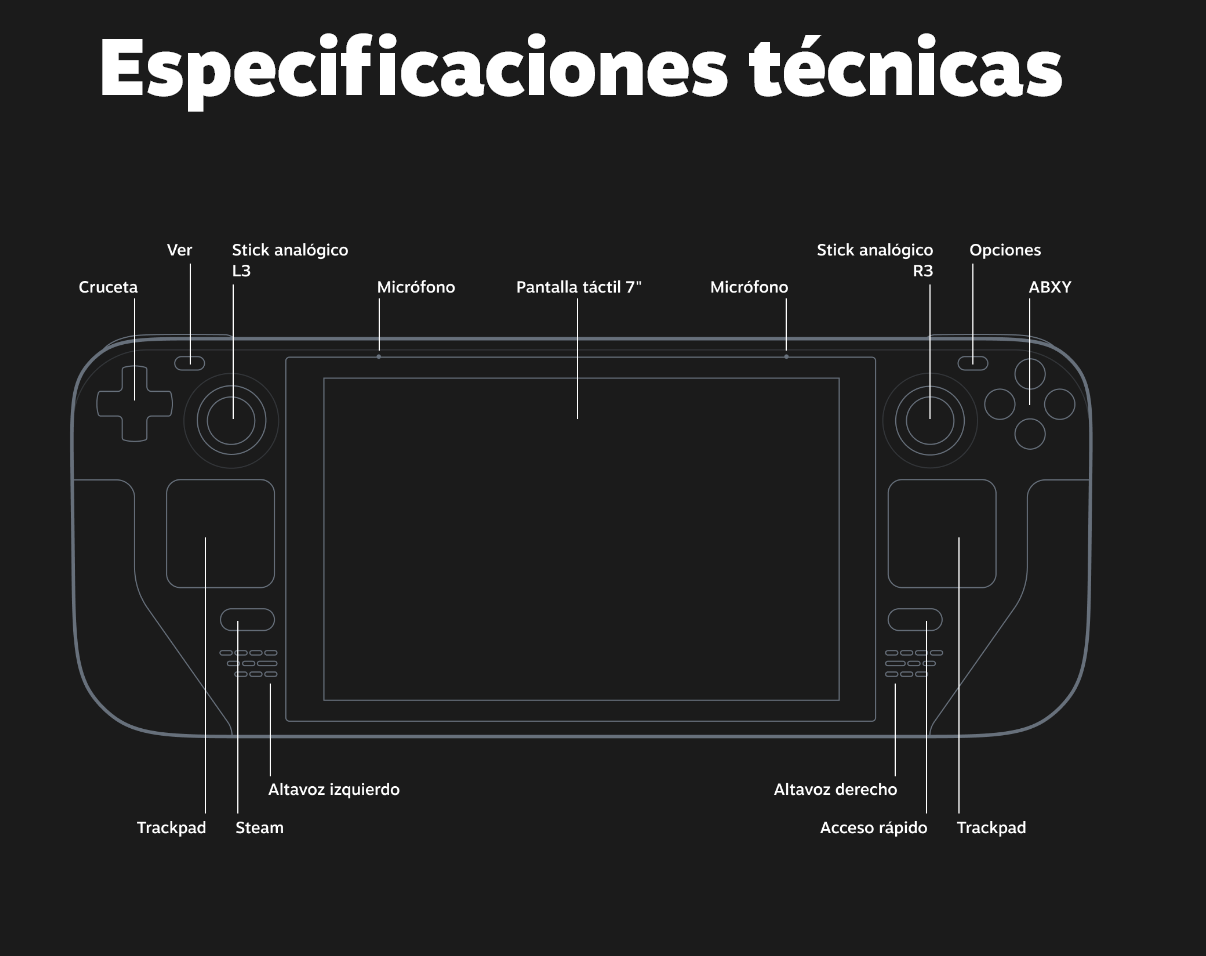 Especificaciones técnicas
Ver
Stick analógico
L3
Stick analógico
R3
Opciones
Cruceta
Micrófono
Pantalla táctil 7"
Micrófono
ABXY
Altavoz izquierdo
Altavoz derecho
Trackpad
Steam
Acceso rápido
Trackpad